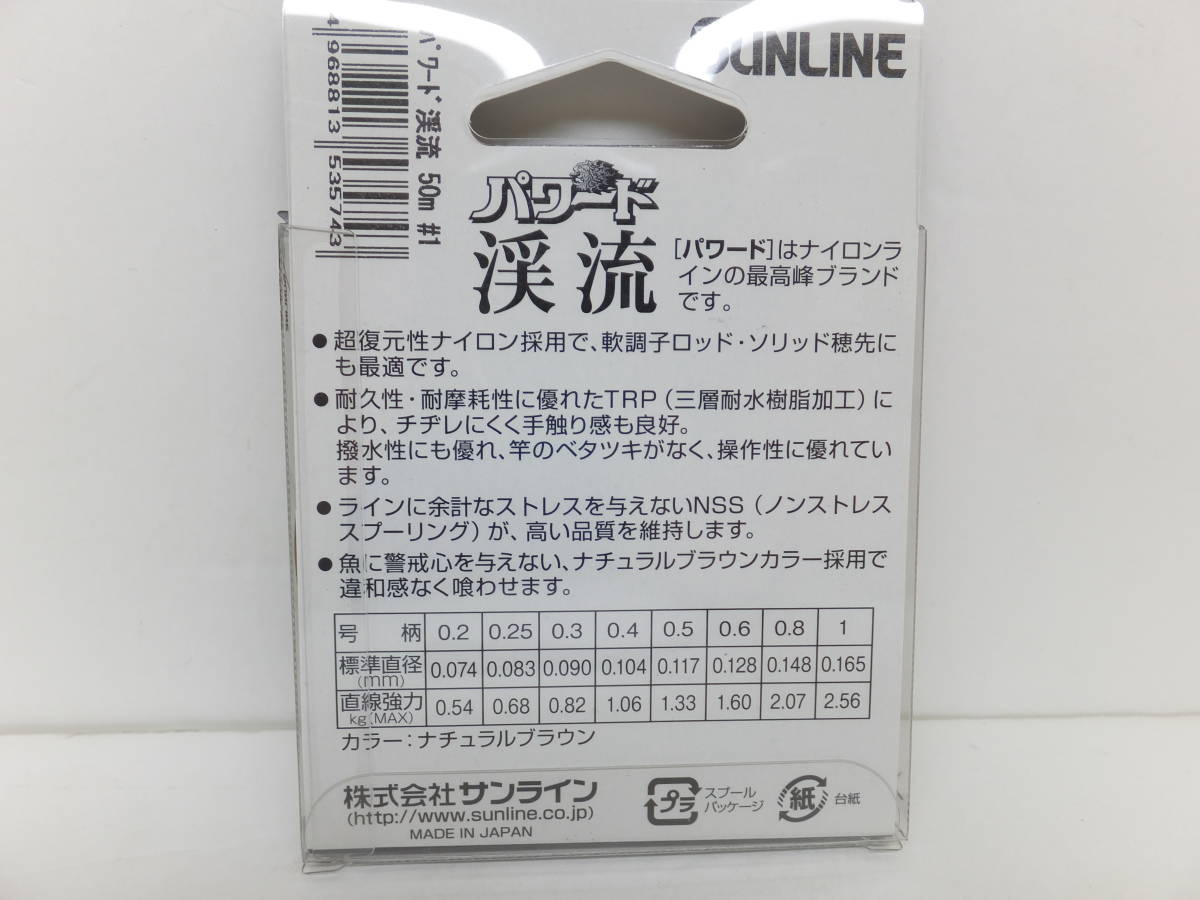 SUNLINE
パワード 渓流 50m #1
4 968813 535743
パワード
渓流
[パワード]はナイロンラ
インの最高峰ブランド
です。
● 超復元性ナイロン採用で、軟調子ロッド・ソリッド穂先に
も最適です。
● 耐久性・耐摩耗性に優れたTRP（三層耐水樹脂加工）に
より、チヂレにくく手触り感も良好。
撥水性にも優れ、竿のベタツキがなく、操作性に優れてい
ます。
● ラインに余計なストレスを与えないNSS（ノンストレス
スプーリング）が、高い品質を維持します。
● 魚に警戒心を与えない、ナチュラルブラウンカラー採用で
違和感なく喰わせます。
号 柄 0.2 0.25 0.3 0.4 0.5 0.6 0.8 1
標準直径(mm) 0.074 0.083 0.090 0.104 0.117 0.128 0.148 0.165
直線強力kg(MAX) 0.54 0.68 0.82 1.06 1.33 1.60 2.07 2.56
カラー：ナチュラルブラウン
株式会社サンライン
(http://www.sunline.co.jp)
MADE IN JAPAN
プラ
スプール
パッケージ
紙
台紙